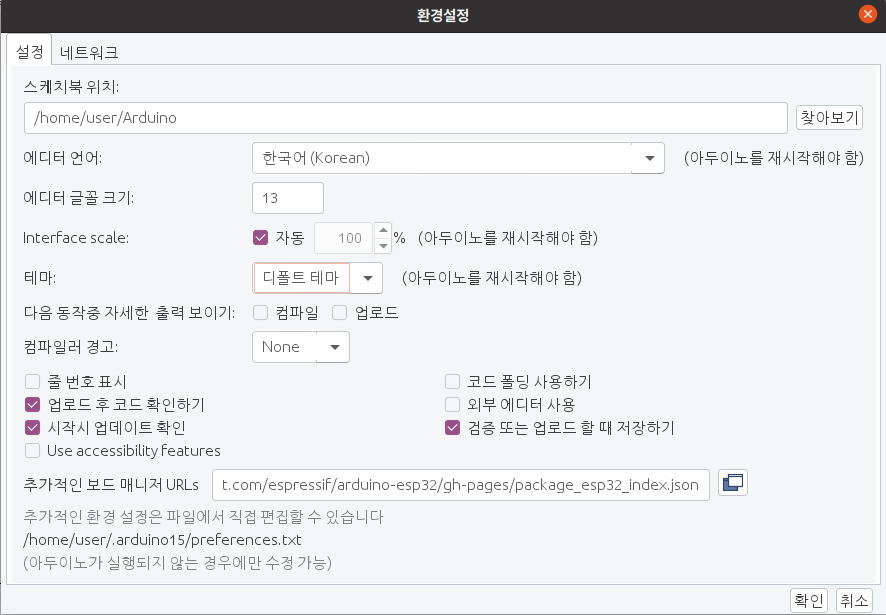 환경설정
설정 네트워크
스케치북 위치:
/home/user/Arduino 찾아보기
에디터 언어: 한국어 (Korean) (아두이노를 재시작해야 함)
에디터 글꼴 크기: 13
Interface scale: 자동 100 % (아두이노를 재시작해야 함)
테마: 디폴트 테마 (아두이노를 재시작해야 함)
다음 동작중 자세한 출력 보이기: 컴파일 업로드
컴파일러 경고: None
줄 번호 표시 코드 폴딩 사용하기
업로드 후 코드 확인하기 외부 에디터 사용
시작시 업데이트 확인 검증 또는 업로드 할 때 저장하기
Use accessibility features
추가적인 보드 매니저 URLs t.com/espressif/arduino-esp32/gh-pages/package_esp32_index.json
추가적인 환경 설정은 파일에서 직접 편집할 수 있습니다
/home/user/.arduino15/preferences.txt
(아두이노가 실행되지 않는 경우에만 수정 가능)
확인 취소